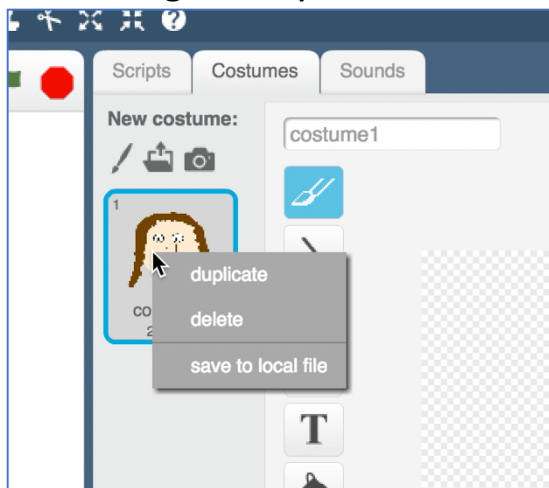 Scripts Costumes Sounds
New costume:
costume1
1
duplicate
delete
save to local file
T